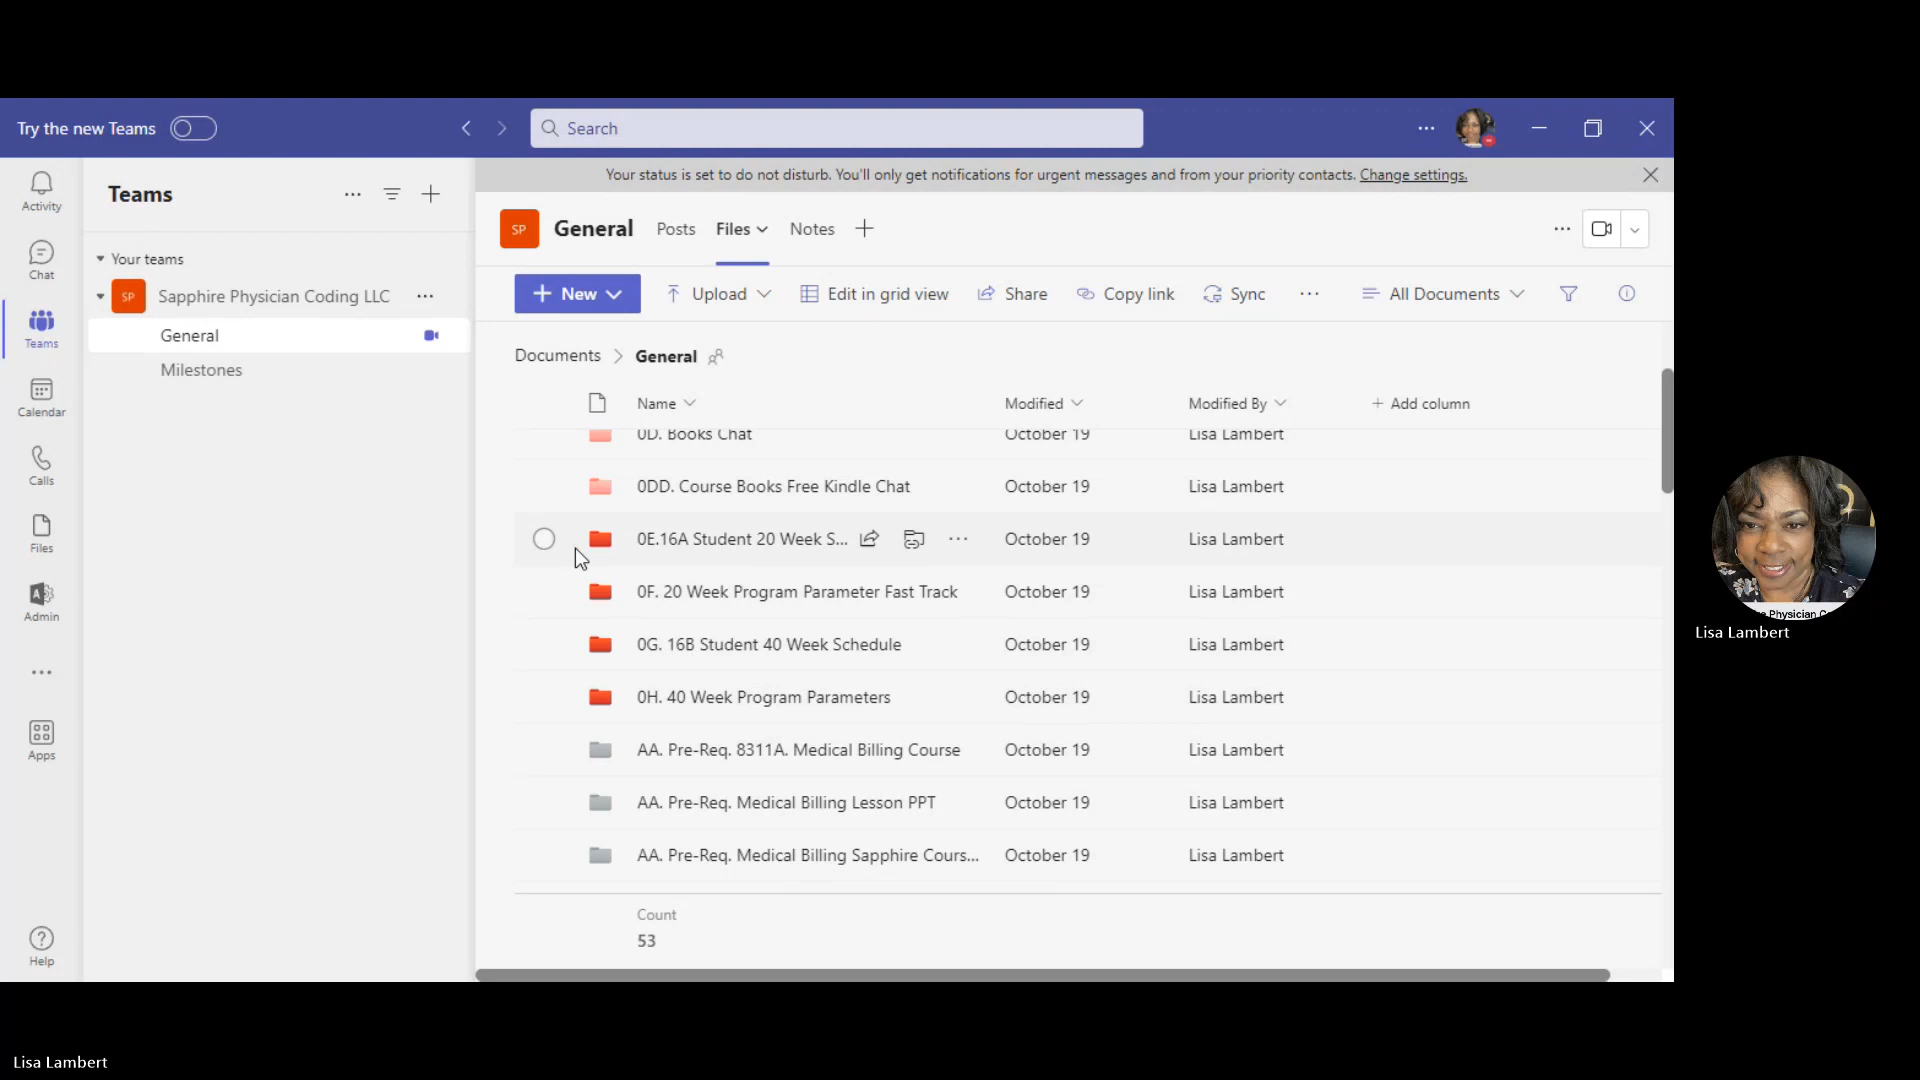 Try the new Teams
Search
Your status is set to do not disturb. You'll only get notifications for urgent messages and from your priority contacts. Change settings.
Activity
Chat
Teams
Calendar
Calls
Files
Admin
Apps
Help
Teams
Your teams
SP Sapphire Physician Coding LLC
General
Milestones
SP General Posts Files Notes
New Upload Edit in grid view Share Copy link Sync All Documents
Documents General
Name Modified Modified By Add column
0D. Books Chat October 19 Lisa Lambert
0DD. Course Books Free Kindle Chat October 19 Lisa Lambert
0E.16A Student 20 Week S... October 19 Lisa Lambert
0F. 20 Week Program Parameter Fast Track October 19 Lisa Lambert
0G. 16B Student 40 Week Schedule October 19 Lisa Lambert
0H. 40 Week Program Parameters October 19 Lisa Lambert
AA. Pre-Req. 8311A. Medical Billing Course October 19 Lisa Lambert
AA. Pre-Req. Medical Billing Lesson PPT October 19 Lisa Lambert
AA. Pre-Req. Medical Billing Sapphire Cours... October 19 Lisa Lambert
Count
53
Physician
Lisa Lambert
Lisa Lambert